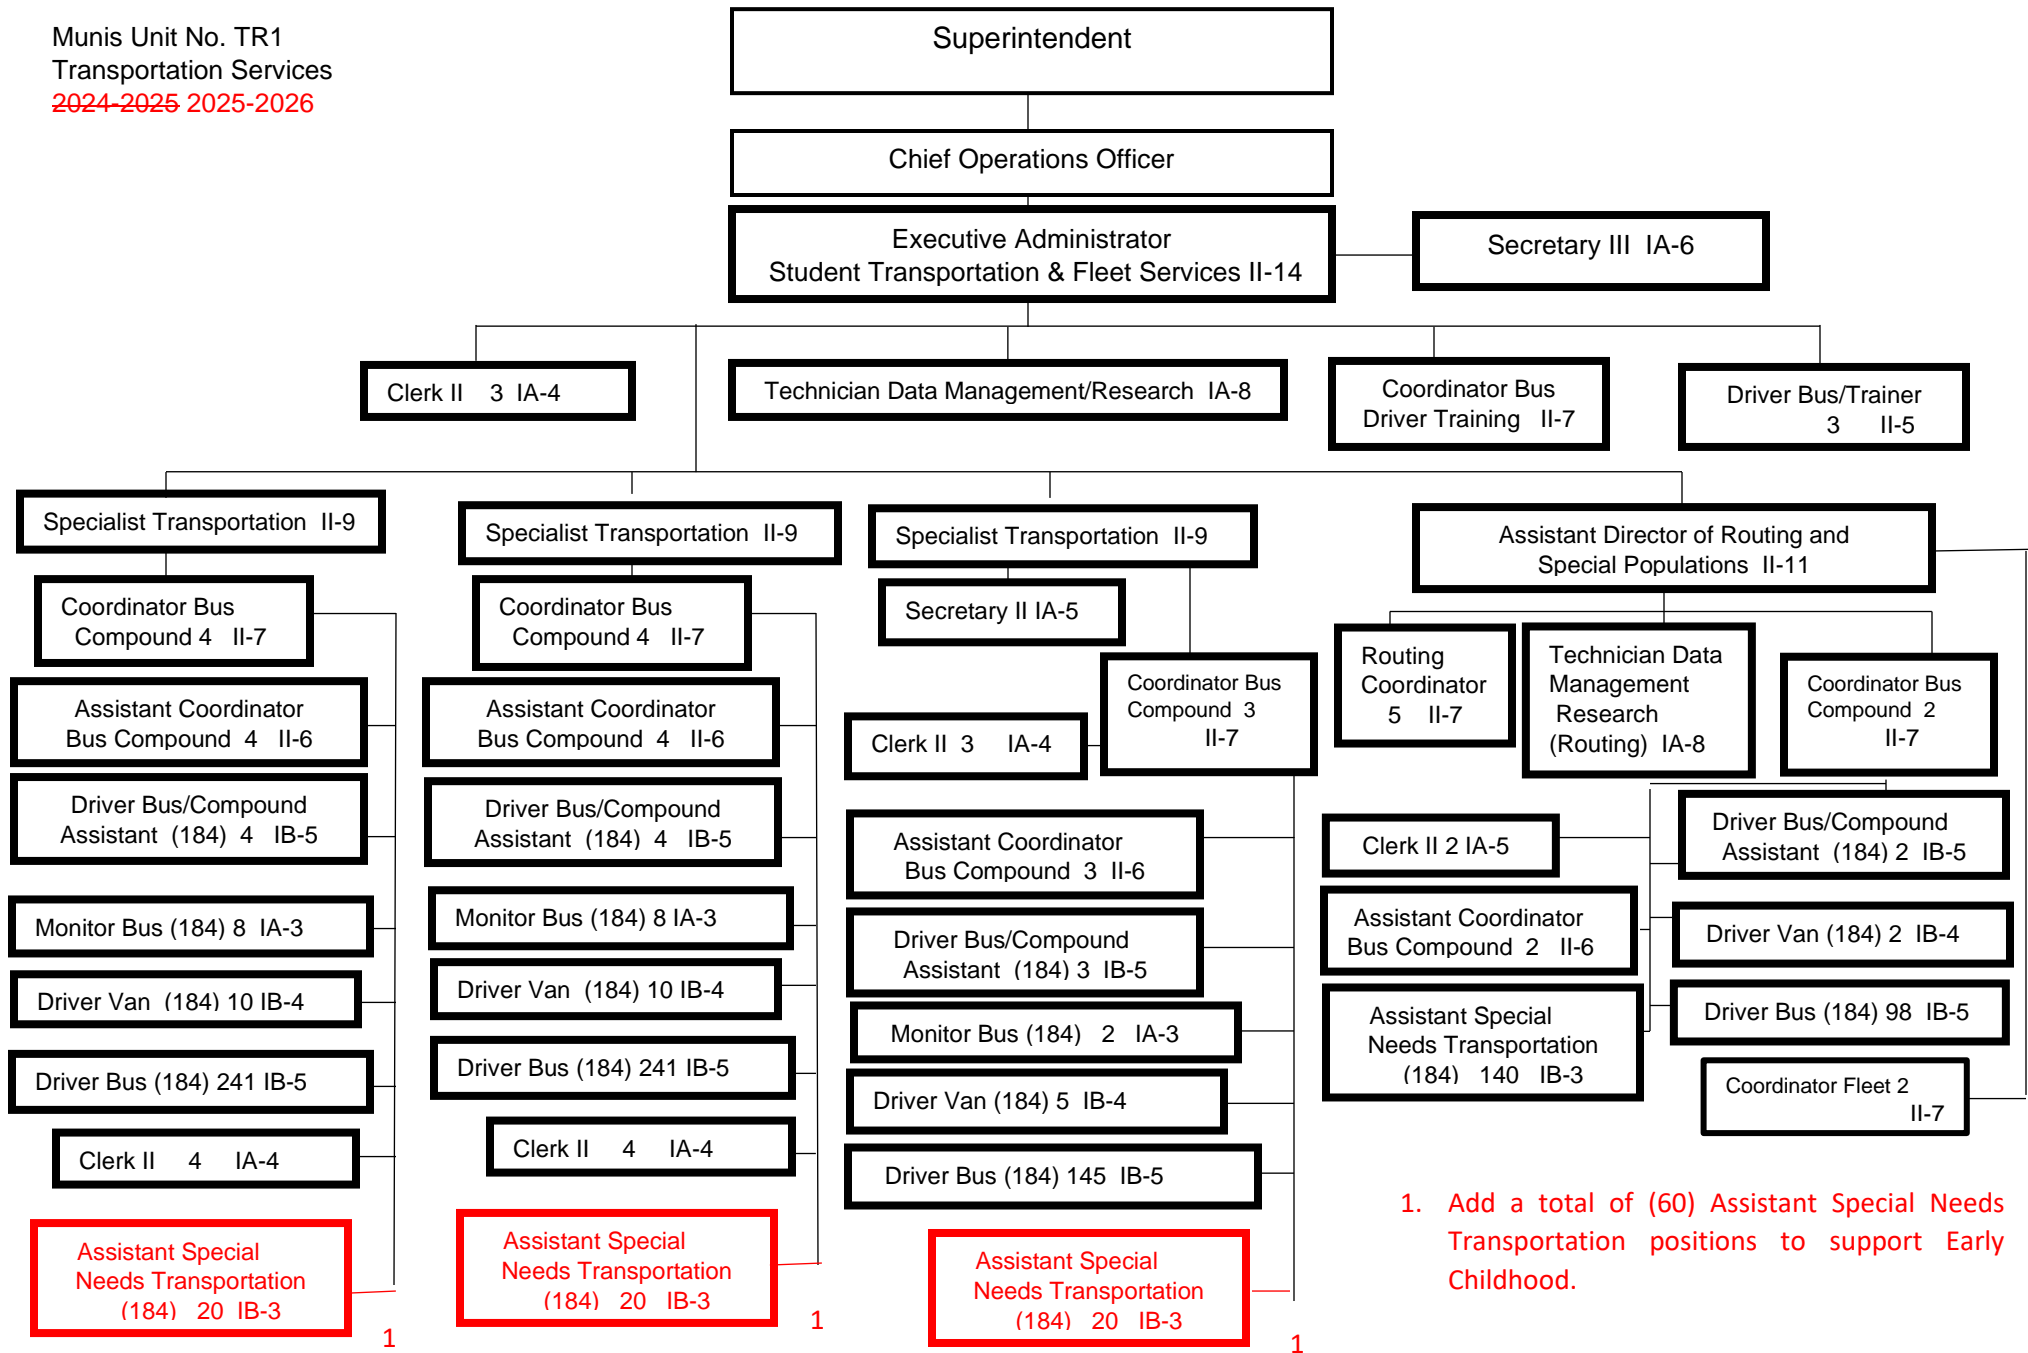 Munis Unit No. TR1
Transportation Services
2024-2025 2025-2026
Superintendent
Chief Operations Officer
Executive Administrator
Student Transportation & Fleet Services II-14
Secretary III IA-6
Clerk II 3 IA-4
Technician Data Management/Research IA-8
Coordinator Bus
Driver Training II-7
Driver Bus/Trainer
3 II-5
Specialist Transportation II-9
Coordinator Bus
Compound 4 II-7
Assistant Coordinator
Bus Compound 4 II-6
Driver Bus/Compound
Assistant (184) 4 IB-5
Monitor Bus (184) 8 IA-3
Driver Van (184) 10 IB-4
Driver Bus (184) 241 IB-5
Clerk II 4 IA-4
Assistant Special
Needs Transportation
(184) 20 IB-3
1
Specialist Transportation II-9
Coordinator Bus
Compound 4 II-7
Assistant Coordinator
Bus Compound 4 II-6
Driver Bus/Compound
Assistant (184) 4 IB-5
Monitor Bus (184) 8 IA-3
Driver Van (184) 10 IB-4
Driver Bus (184) 241 IB-5
Clerk II 4 IA-4
Assistant Special
Needs Transportation
(184) 20 IB-3
1
Specialist Transportation II-9
Secretary II IA-5
Coordinator Bus
Compound 3
II-7
Clerk II 3 IA-4
Assistant Coordinator
Bus Compound 3 II-6
Driver Bus/Compound
Assistant (184) 3 IB-5
Monitor Bus (184) 2 IA-3
Driver Van (184) 5 IB-4
Driver Bus (184) 145 IB-5
Assistant Special
Needs Transportation
(184) 20 IB-3
1
Assistant Director of Routing and
Special Populations II-11
Routing
Coordinator
5 II-7
Technician Data
Management
Research
(Routing) IA-8
Coordinator Bus
Compound 2
II-7
Clerk II 2 IA-5
Driver Bus/Compound
Assistant (184) 2 IB-5
Assistant Coordinator
Bus Compound 2 II-6
Driver Van (184) 2 IB-4
Assistant Special
Needs Transportation
(184) 140 IB-3
Driver Bus (184) 98 IB-5
Coordinator Fleet 2
II-7
1. Add a total of (60) Assistant Special Needs
Transportation positions to support Early
Childhood.